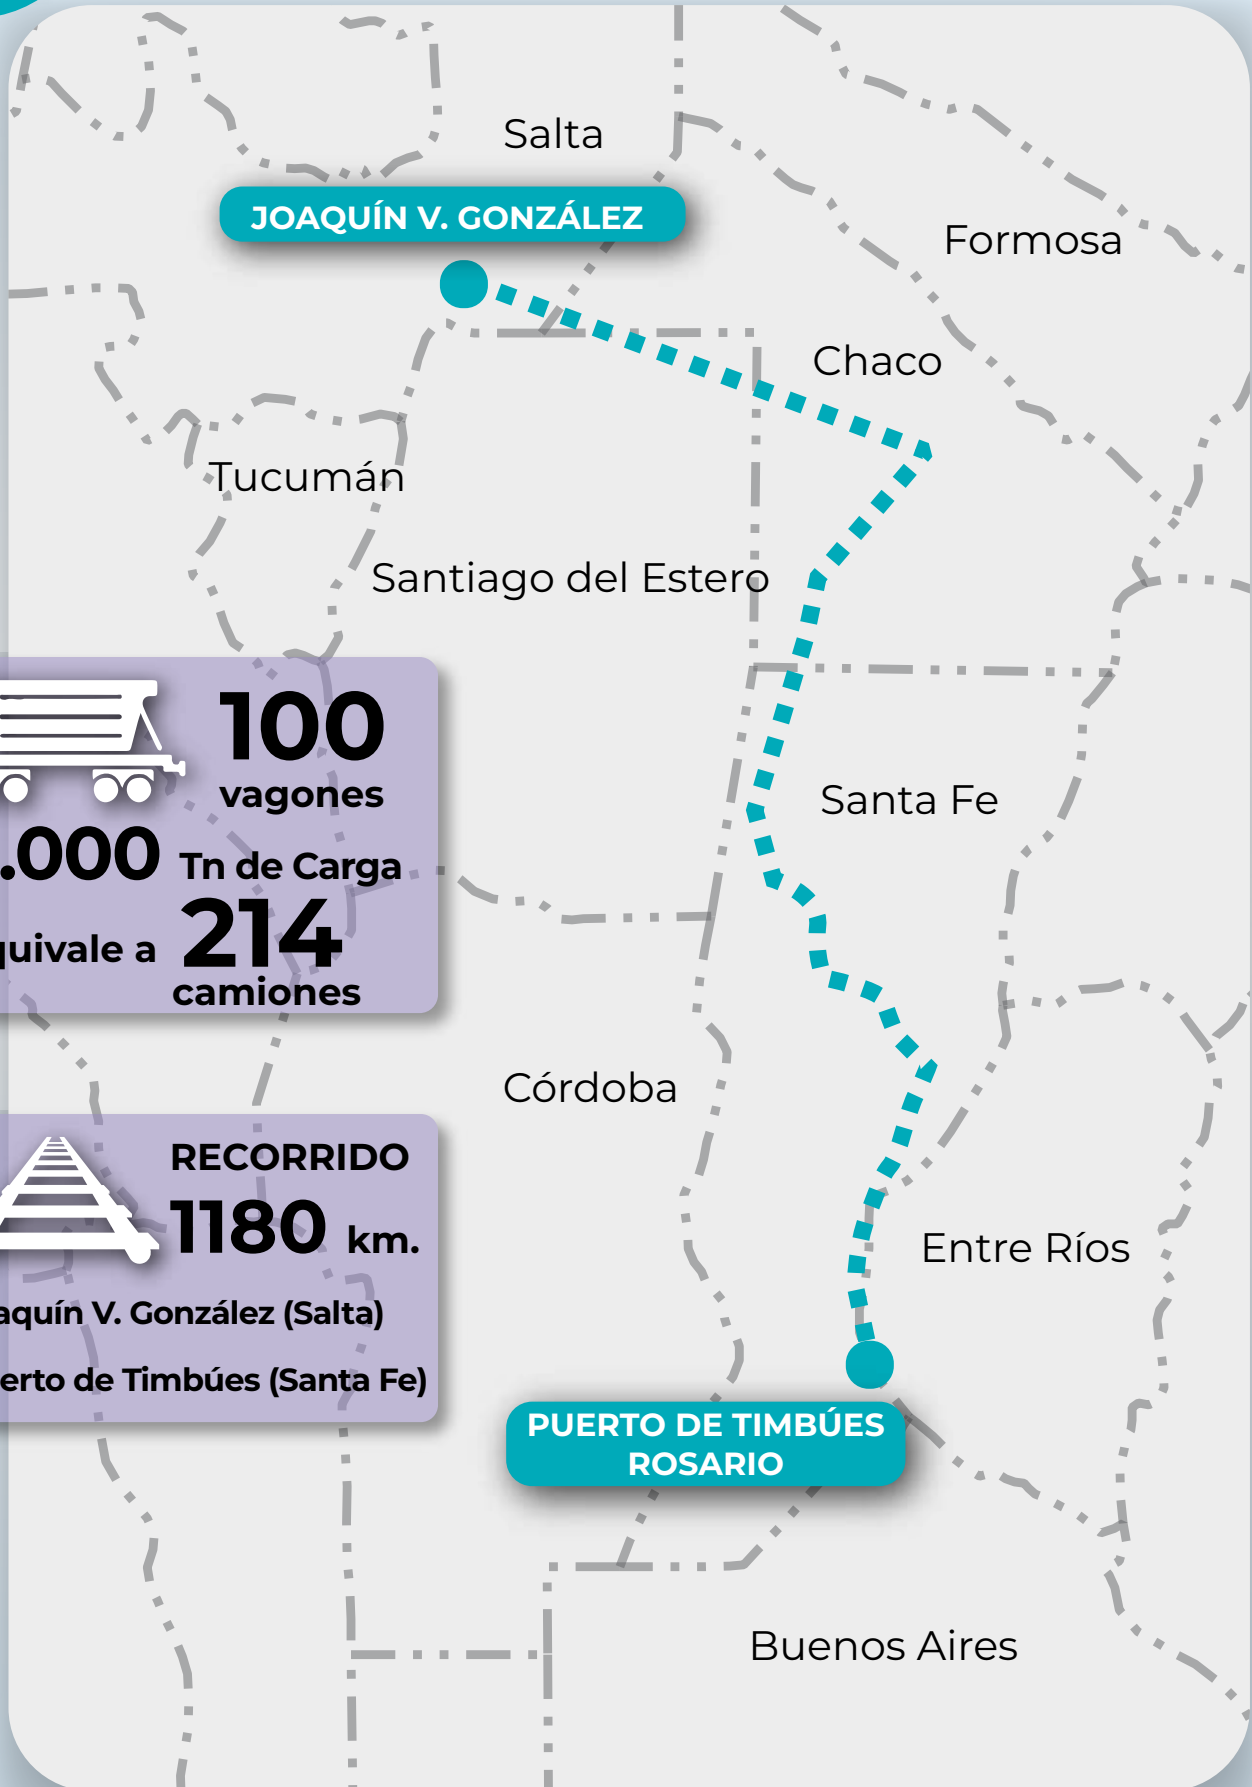 Salta
JOAQUÍN V. GONZÁLEZ
Formosa
Chaco
Tucumán
Santiago del Estero
100
vagones
.000 Tn de Carga
quivale a 214
camiones
Santa Fe
Córdoba
RECORRIDO
1180 km.
aquín V. González (Salta)
erto de Timbúes (Santa Fe)
Entre Ríos
PUERTO DE TIMBÚES
ROSARIO
Buenos Aires